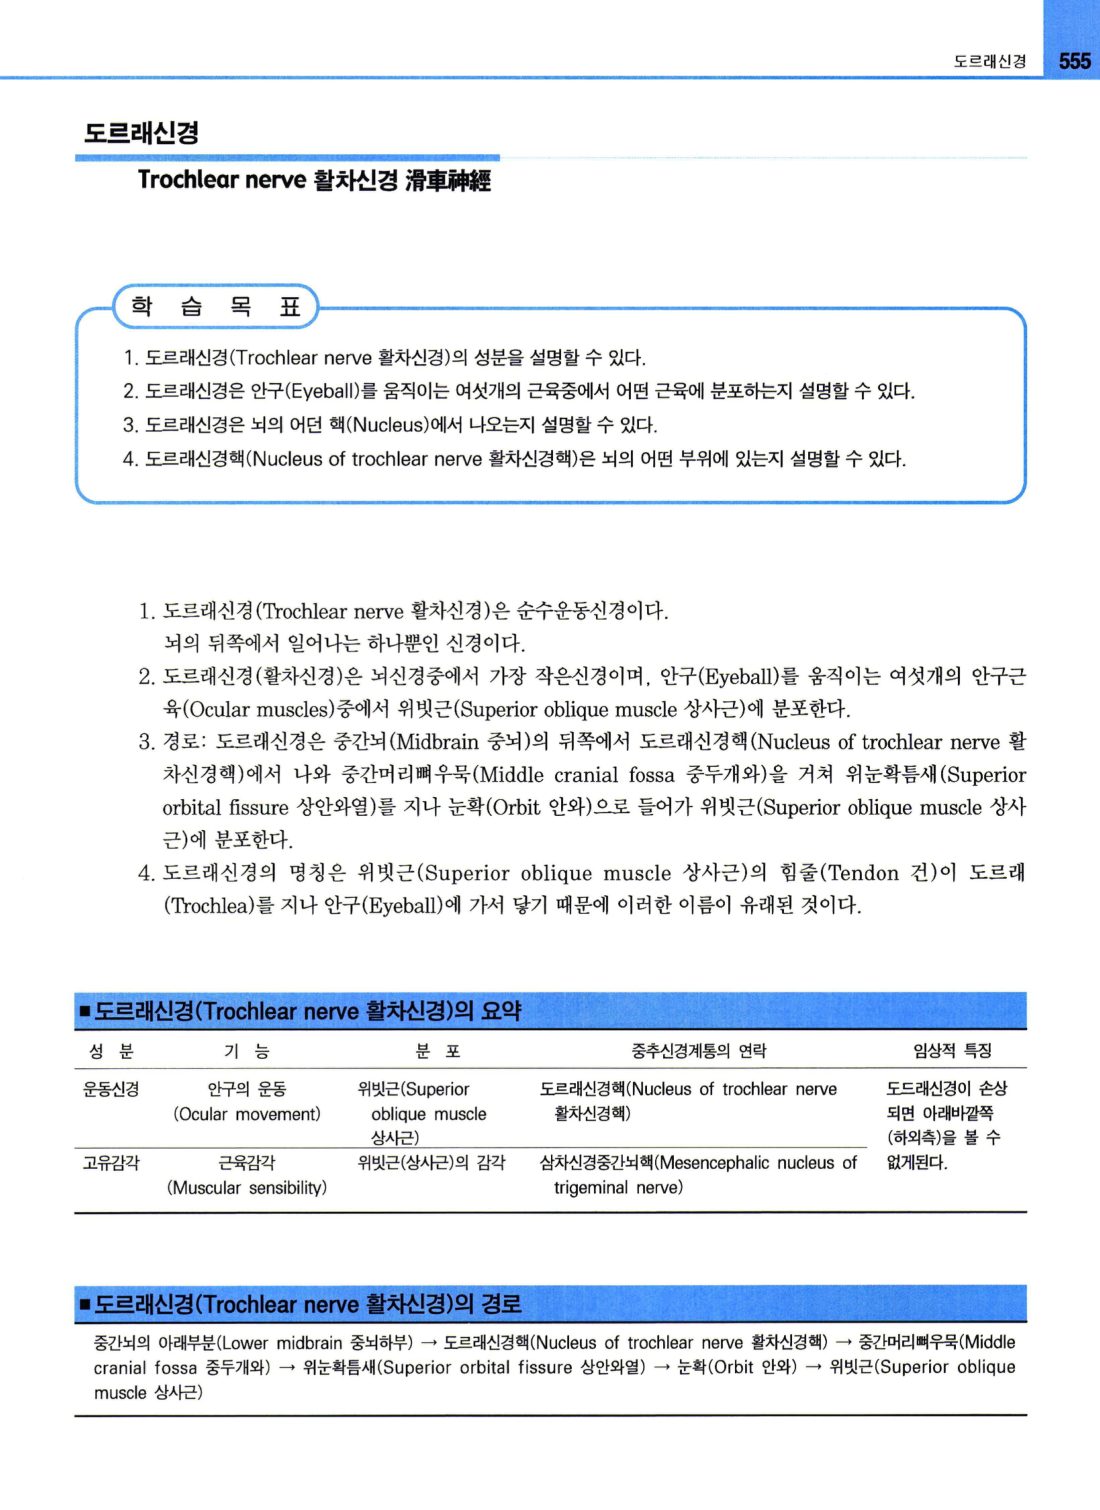 도르래신경 555
도르래신경
Trochlear nerve 활차신경 滑車神經
학 습 목 표
1. 도르래신경(Trochlear nerve 활차신경)의 성분을 설명할 수 있다.
2. 도르래신경은 안구(Eyeball)를 움직이는 여섯개의 근육중에서 어떤 근육에 분포하는지 설명할 수 있다.
3. 도르래신경은 뇌의 어던 핵(Nucleus)에서 나오는지 설명할 수 있다.
4. 도르래신경핵(Nucleus of trochlear nerve 활차신경핵)은 뇌의 어떤 부위에 있는지 설명할 수 있다.
1. 도르래신경(Trochlear nerve 활차신경)은 순수운동신경이다.
뇌의 뒤쪽에서 일어나는 하나뿐인 신경이다.
2. 도르래신경(활차신경)은 뇌신경중에서 가장 작은신경이며, 안구(Eyeball)를 움직이는 여섯개의 안구근
육(Ocular muscles)중에서 위빗근(Superior oblique muscle 상사근)에 분포한다.
3. 경로: 도르래신경은 중간뇌(Midbrain 중뇌)의 뒤쪽에서 도르래신경핵(Nucleus of trochlear nerve 활
차신경핵)에서 나와 중간머리뼈우묵(Middle cranial fossa 중두개와)을 거쳐 위눈확틈새(Superior
orbital fissure 상안와열)를 지나 눈확(Orbit 안와)으로 들어가 위빗근(Superior oblique muscle 상사
근)에 분포한다.
4. 도르래신경의 명칭은 위빗근(Superior oblique muscle 상사근)의 힘줄(Tendon 건)이 도르래
(Trochlea)를 지나 안구(Eyeball)에 가서 닿기 때문에 이러한 이름이 유래된 것이다.
■ 도르래신경(Trochlear nerve 활차신경)의 요약
성 분 기 능 분 포 중추신경계통의 연락 임상적 특징
운동신경 안구의 운동 위빗근(Superior 도르래신경핵(Nucleus of trochlear nerve 도드래신경이 손상
(Ocular movement) oblique muscle 활차신경핵) 되면 아래바깥쪽
상사근) (하외측)을 볼 수
고유감각 근육감각 위빗근(상사근)의 감각 삼차신경중간뇌핵(Mesencephalic nucleus of 없게된다.
(Muscular sensibility) trigeminal nerve)
■ 도르래신경(Trochlear nerve 활차신경)의 경로
중간뇌의 아래부분(Lower midbrain 중뇌하부) → 도르래신경핵(Nucleus of trochlear nerve 활차신경핵) → 중간머리뼈우묵(Middle
cranial fossa 중두개와) → 위눈확틈새(Superior orbital fissure 상안와열) → 눈확(Orbit 안와) → 위빗근(Superior oblique
muscle 상사근)